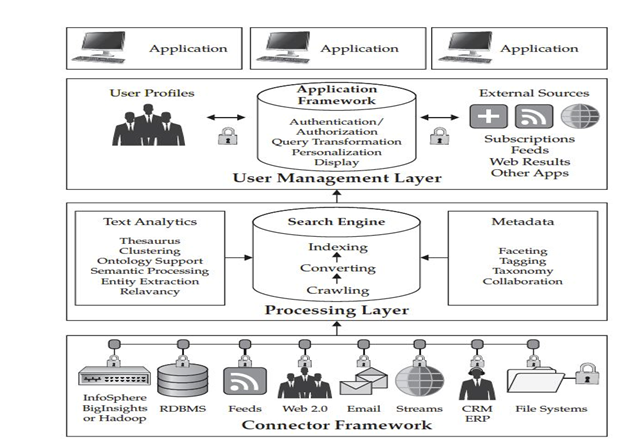 Application
Application
Application
User Profiles
Application
Framework
Authentication/
Authorization
Query Transformation
Personalization
Display
External Sources
Subscriptions
Feeds
Web Results
Other Apps
User Management Layer
Text Analytics
Thesaurus
Clustering
Ontology Support
Semantic Processing
Entity Extraction
Relavancy
Search Engine
Indexing
Converting
Crawling
Metadata
Faceting
Tagging
Taxonomy
Collaboration
Processing Layer
InfoSphere
BigInsights
or Hadoop
RDBMS
Feeds
Web 2.0
Email
Streams
CRM
ERP
File Systems
Connector Framework